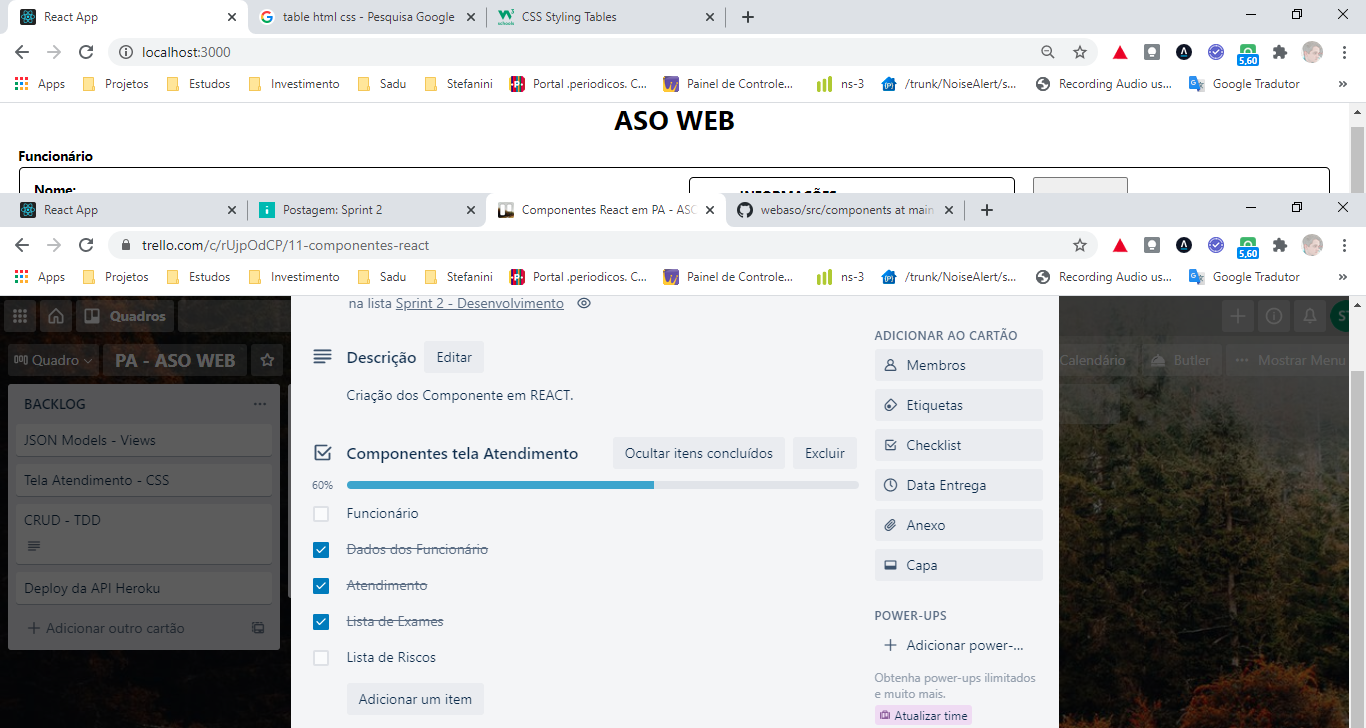 React App
table html css - Pesquisa Google
CSS Styling Tables
localhost:3000
5,60
Apps
Projetos
Estudos
Investimento
Sadu
Stefanini
Portal .periodicos. C...
Painel de Controle...
ns-3
/trunk/NoiseAlert/s...
Recording Audio us...
Google Tradutor
»
ASO WEB
Funcionário
Nome:
INFORMAÇÕES
React App
Postagem: Sprint 2
Componentes React em PA - ASO
webaso/src/components at main
trello.com/c/rUjpOdCP/11-componentes-react
5,60
Apps
Projetos
Estudos
Investimento
Sadu
Stefanini
Portal .periodicos. C...
Painel de Controle...
ns-3
/trunk/NoiseAlert/s...
Recording Audio us...
Google Tradutor
»
Quadros
ST
Quadro
PA - ASO WEB
Calendário
Butler
Mostrar Menu
BACKLOG
JSON Models - Views
Tela Atendimento - CSS
CRUD - TDD
Deploy da API Heroku
Adicionar outro cartão
na lista Sprint 2 - Desenvolvimento
Descrição
Editar
Criação dos Componente em REACT.
Componentes tela Atendimento
Ocultar itens concluídos
Excluir
60%
Funcionário
Dados dos Funcionário
Atendimento
Lista de Exames
Lista de Riscos
Adicionar um item
ADICIONAR AO CARTÃO
Membros
Etiquetas
Checklist
Data Entrega
Anexo
Capa
POWER-UPS
Adicionar power-...
Obtenha power-ups ilimitados
e muito mais.
Atualizar time